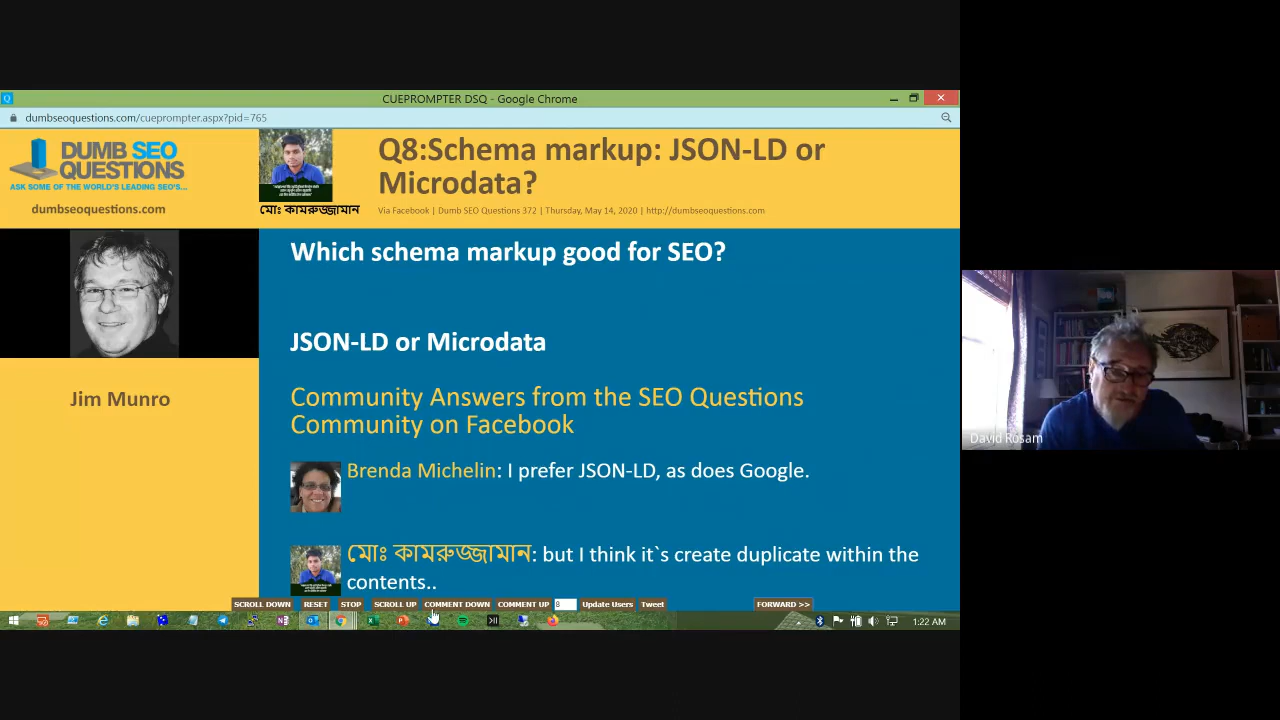 CUEPROMPTER DSQ - Google Chrome
dumbseoquestions.com/cueprompter.aspx?pid=765
DUMB SEO
QUESTIONS
ASK SOME OF THE WORLD'S LEADING SEO'S...
dumbseoquestions.com
মোঃ কামরুজ্জামান
Q8:Schema markup: JSON-LD or
Microdata?
Via Facebook | Dumb SEO Questions 372 | Thursday, May 14, 2020 | http://dumbseoquestions.com
Jim Munro
Which schema markup good for SEO?
JSON-LD or Microdata
Community Answers from the SEO Questions
Community on Facebook
Brenda Michelin: I prefer JSON-LD, as does Google.
মোঃ কামরুজ্জামান: but I think it`s create duplicate within the
contents..
SCROLL DOWN RESET STOP SCROLL UP COMMENT DOWN COMMENT UP 8 Update Users Tweet FORWARD >>
1:22 AM
David Rosam